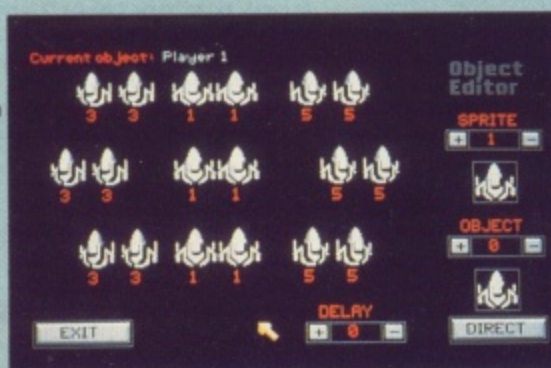 Current object: Player 1
Object
Editor
3 3 1 1 5 5
SPRITE
+ 1 -
3 3 1 1 5 5
OBJECT
+ 0 -
3 3 1 1 5 5
DELAY
+ 0 -
EXIT
DIRECT